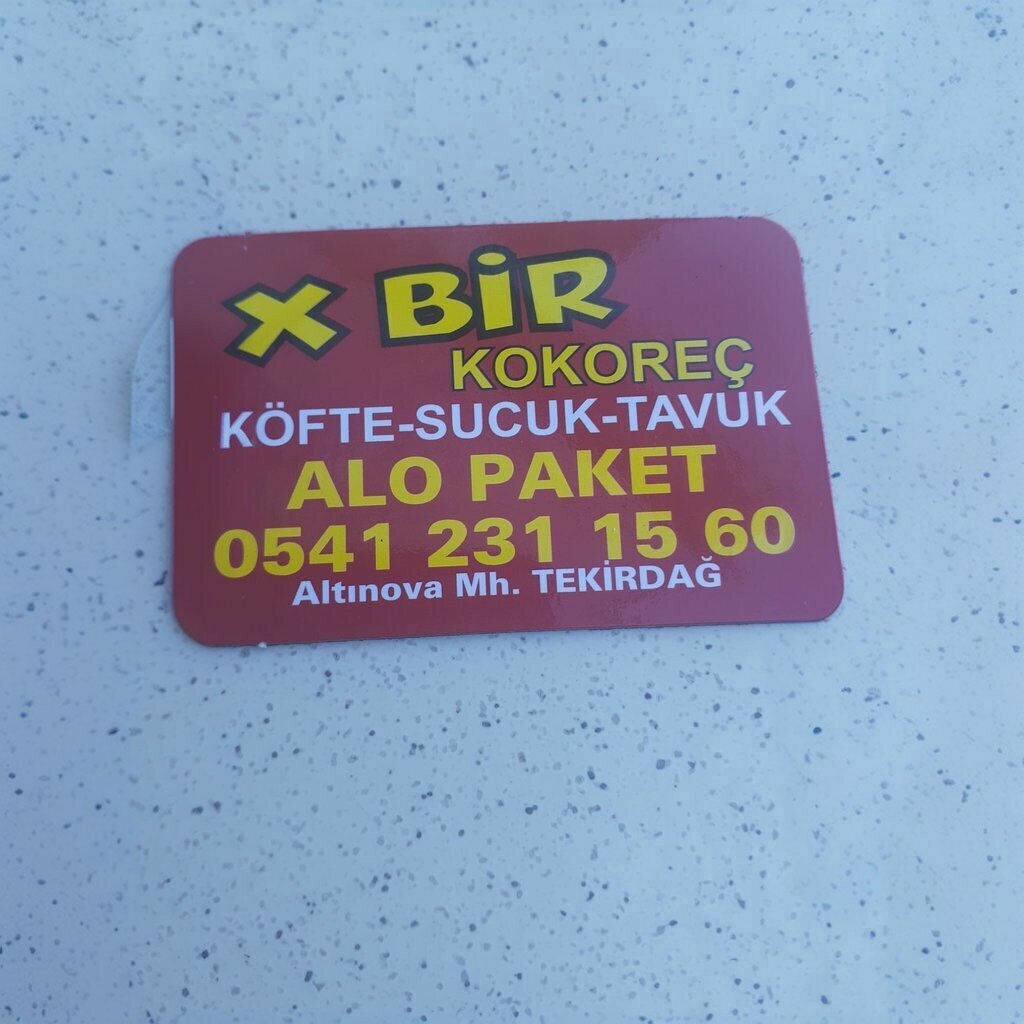 X BİR
KOKOREÇ
KÖFTE-SUCUK-TAVUK
ALO PAKET
0541 231 15 60
Altınova Mh. TEKİRDAĞ